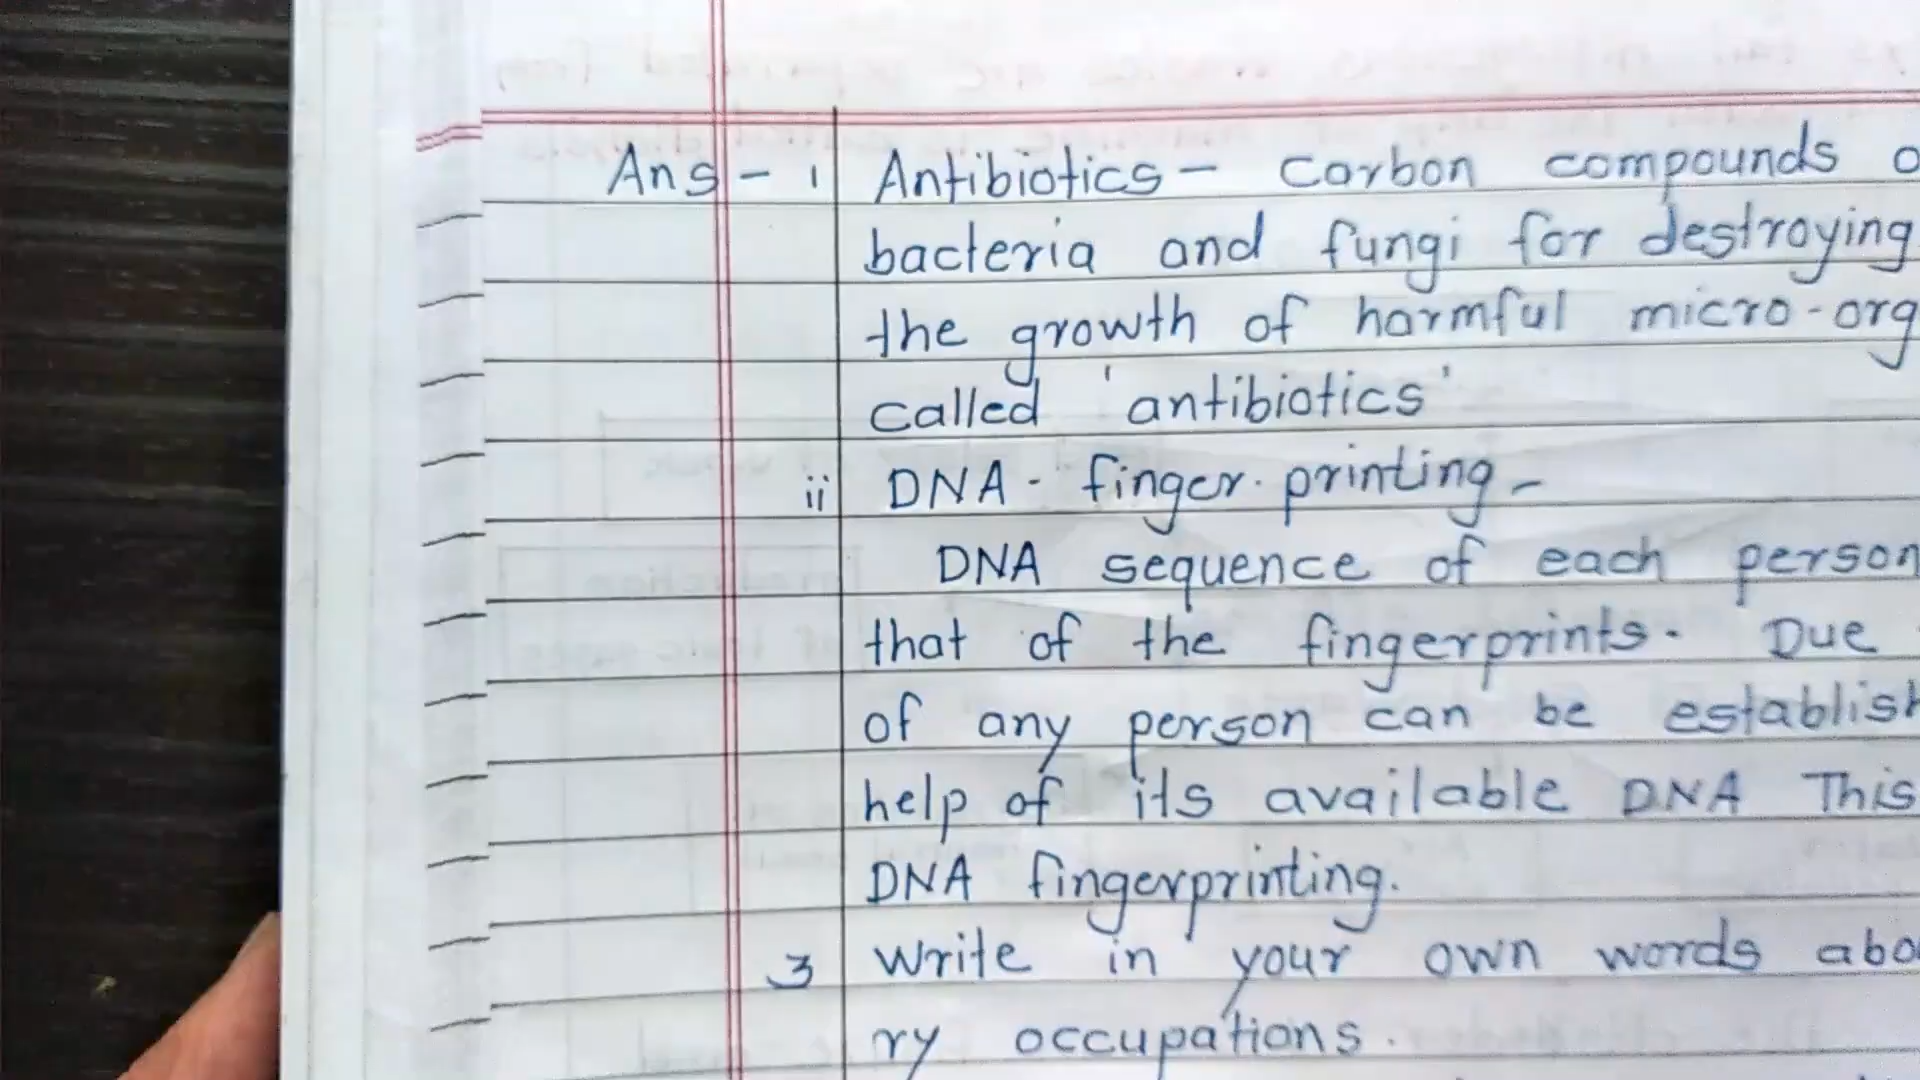 Ans - 1 Antibiotics - Carbon compounds o
bacteria and fungi for destroying
the growth of harmful micro-org
called 'antibiotics'
ii DNA - finger printing -
DNA sequence of each person
that of the fingerprints. Due
of any person can be establish
help of its available DNA This
DNA fingerprinting.
3 Write in your own words abo
ry occupations.